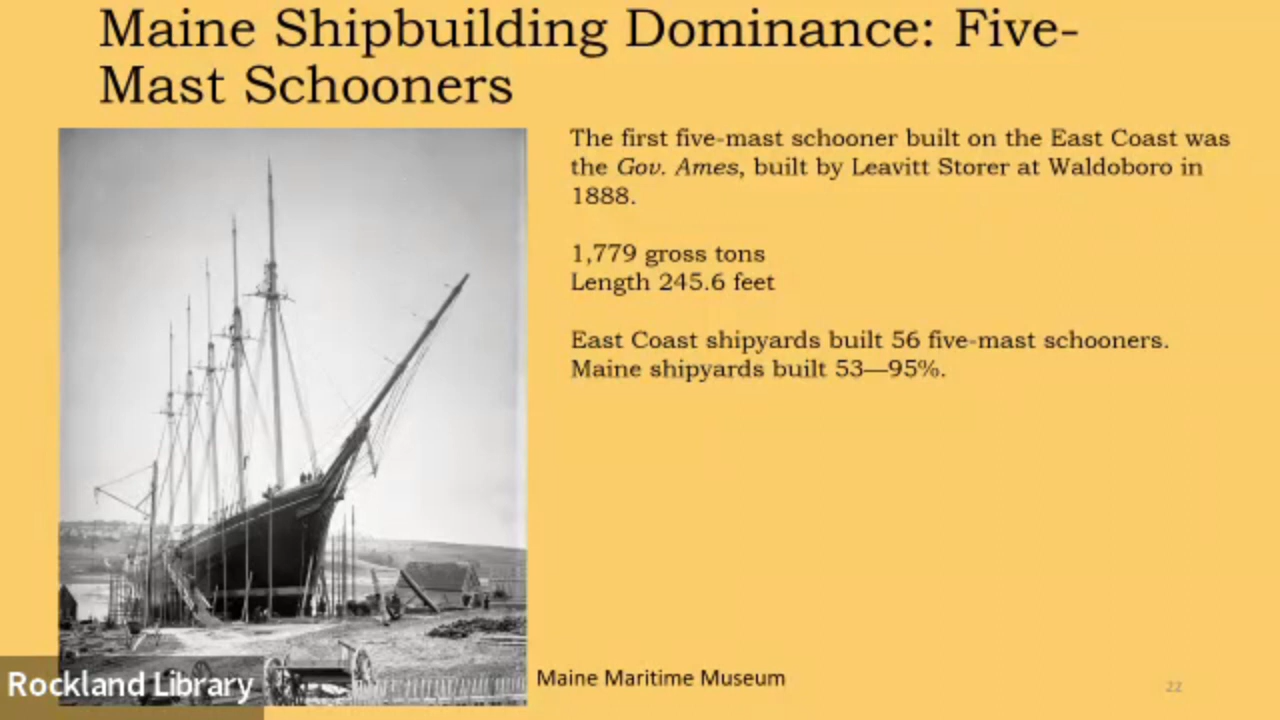 Maine Shipbuilding Dominance: Five-
Mast Schooners
The first five-mast schooner built on the East Coast was
the Gov. Ames, built by Leavitt Storer at Waldoboro in
1888.
1,779 gross tons
Length 245.6 feet
East Coast shipyards built 56 five-mast schooners.
Maine shipyards built 53—95%.
Maine Maritime Museum
Rockland Library
22